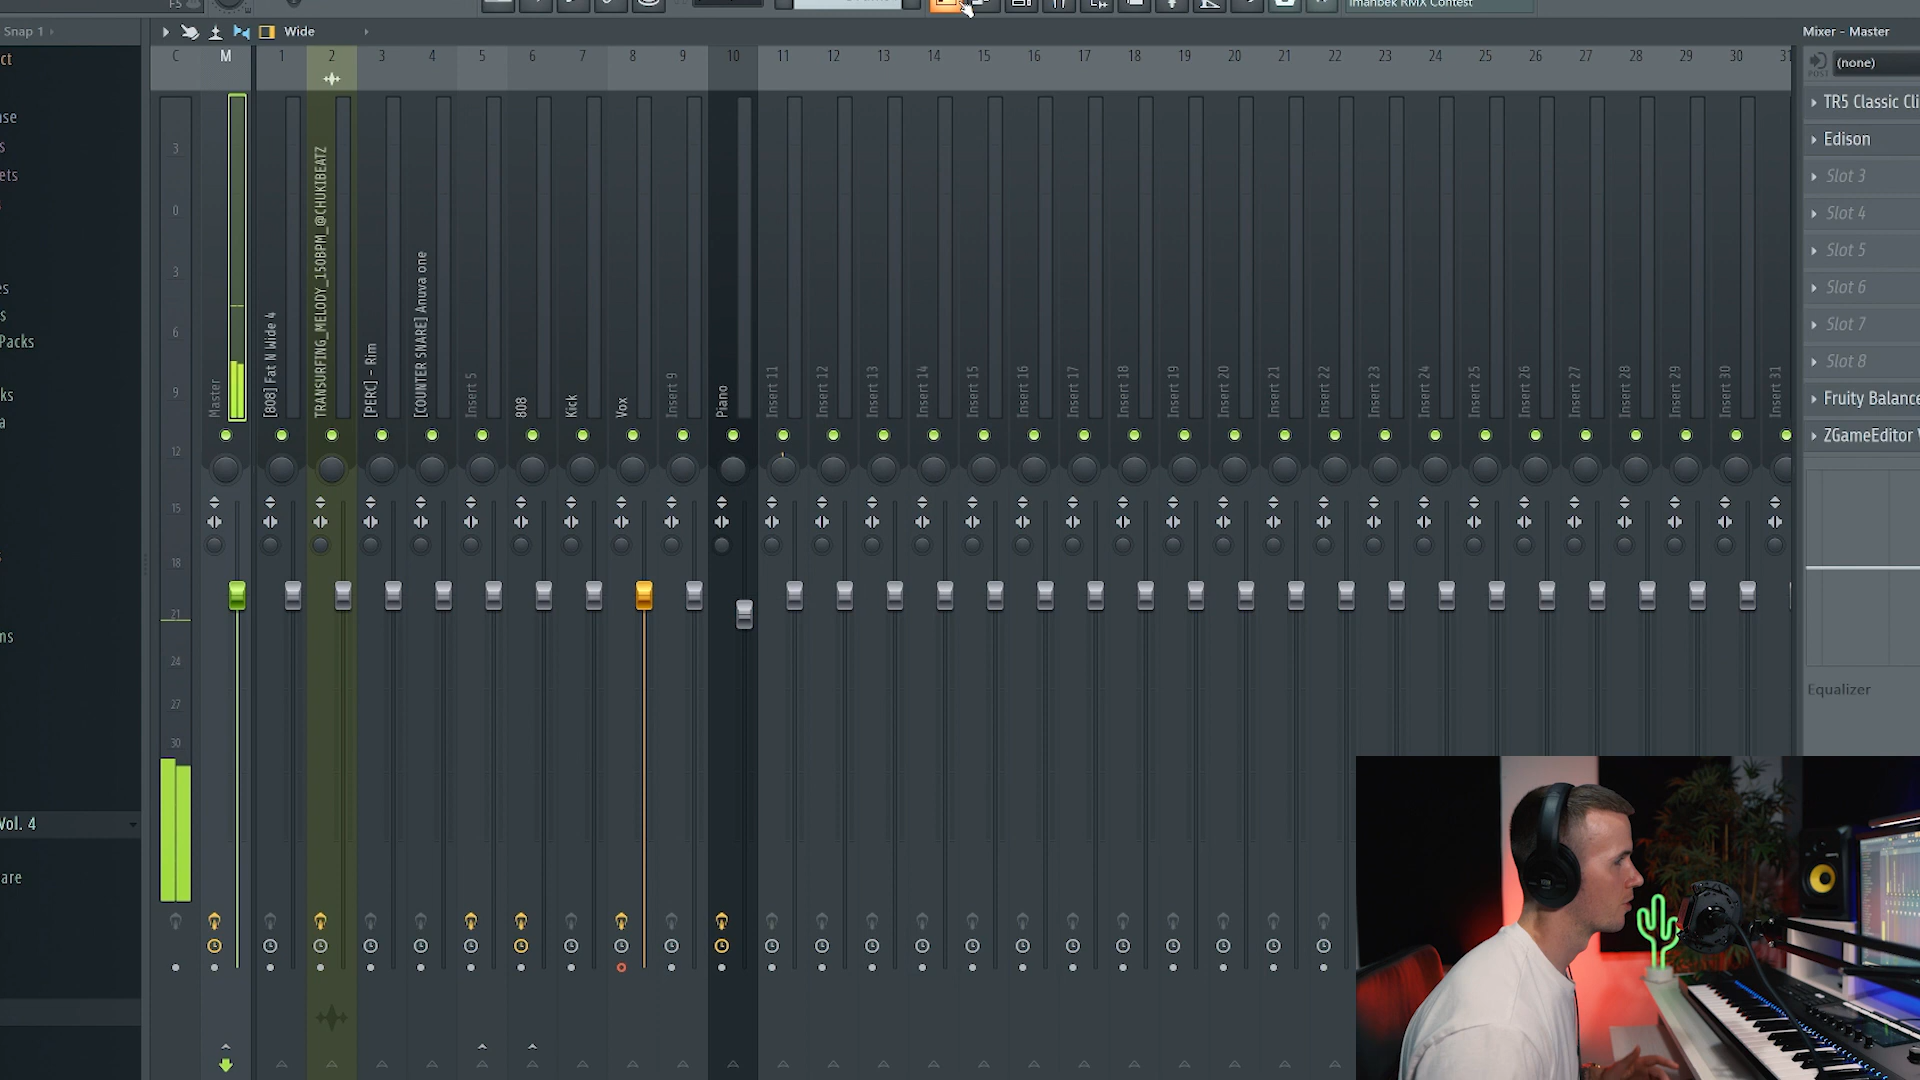 F5
Imanbek RMX Contest
Snap 1
Wide
Mixer - Master
C M 1 2 3 4 5 6 7 8 9 10 11 12 13 14 15 16 17 18 19 20 21 22 23 24 25 26 27 28 29 30 31
(none)
POST
TR5 Classic Cli
Edison
Slot 3
Slot 4
Slot 5
Slot 6
Slot 7
Slot 8
Fruity Balance
ZGameEditor V
Equalizer
ct
ase
s
ets
es
s
Packs
ks
a
s
ms
Vol. 4
are
3
0
3
6
9
12
15
18
21
24
27
30
Master
[808] Fat N Wide 4
TRANSURFING_MELODY_150BPM_@CHUKIBEATZ
[PERC] - Rim
[COUNTER SNARE] Anuva one
Insert 5
808
Kick
Vox
Insert 9
Piano
Insert 11
Insert 12
Insert 13
Insert 14
Insert 15
Insert 16
Insert 17
Insert 18
Insert 19
Insert 20
Insert 21
Insert 22
Insert 23
Insert 24
Insert 25
Insert 26
Insert 27
Insert 28
Insert 29
Insert 30
Insert 31